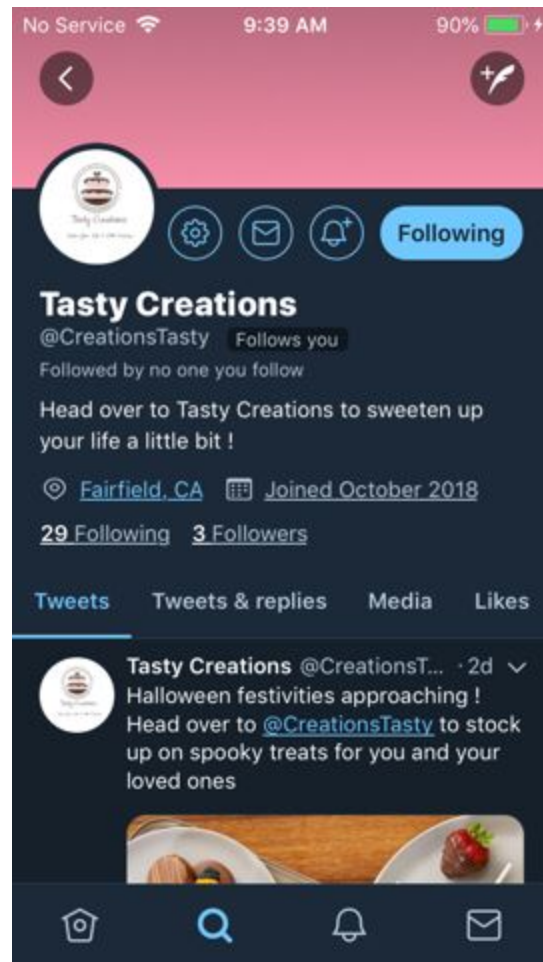 No Service 9:39 AM 90%
Following
Tasty Creations
@CreationsTasty Follows you
Followed by no one you follow
Head over to Tasty Creations to sweeten up
your life a little bit !
Fairfield, CA Joined October 2018
29 Following 3 Followers
Tweets Tweets & replies Media Likes
Tasty Creations @CreationsT... · 2d
Halloween festivities approaching !
Head over to @CreationsTasty to stock
up on spooky treats for you and your
loved ones